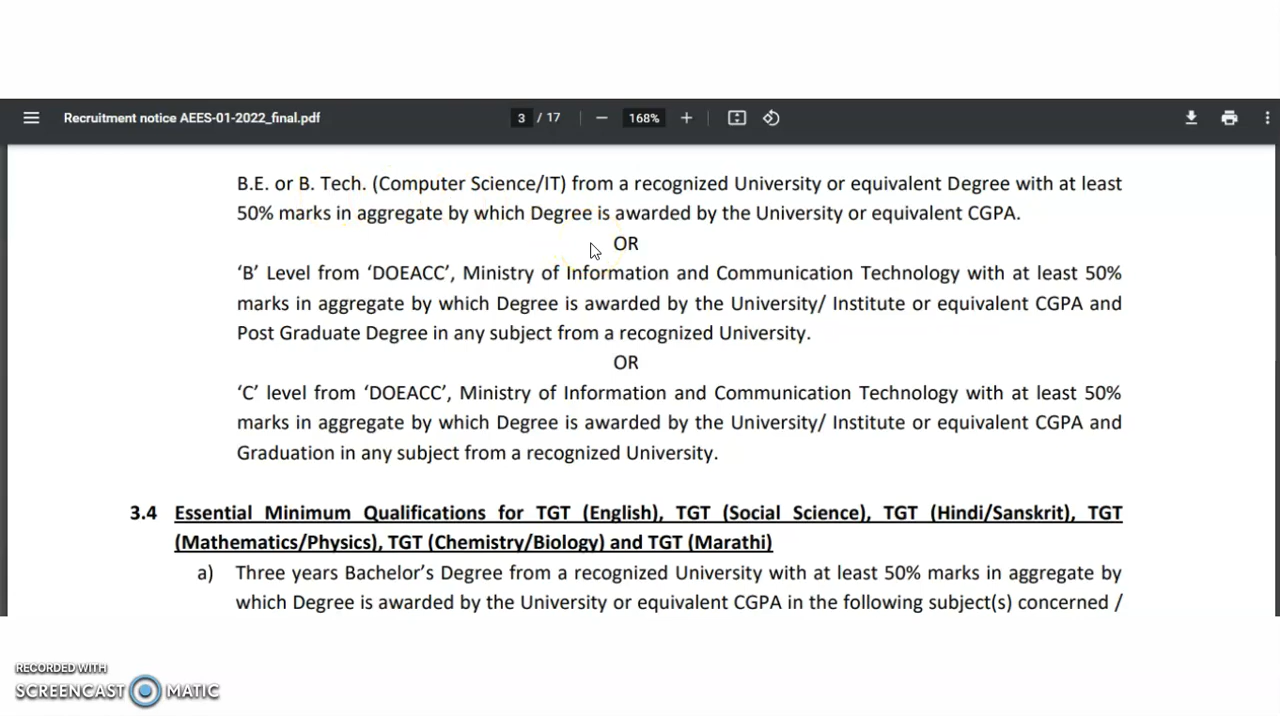 Recruitment notice AEES-01-2022_final.pdf 3 / 17 168%
B.E. or B. Tech. (Computer Science/IT) from a recognized University or equivalent Degree with at least
50% marks in aggregate by which Degree is awarded by the University or equivalent CGPA.
OR
‘B’ Level from ‘DOEACC’, Ministry of Information and Communication Technology with at least 50%
marks in aggregate by which Degree is awarded by the University/ Institute or equivalent CGPA and
Post Graduate Degree in any subject from a recognized University.
OR
‘C’ level from ‘DOEACC’, Ministry of Information and Communication Technology with at least 50%
marks in aggregate by which Degree is awarded by the University/ Institute or equivalent CGPA and
Graduation in any subject from a recognized University.
3.4 Essential Minimum Qualifications for TGT (English), TGT (Social Science), TGT (Hindi/Sanskrit), TGT
(Mathematics/Physics), TGT (Chemistry/Biology) and TGT (Marathi)
a) Three years Bachelor’s Degree from a recognized University with at least 50% marks in aggregate by
which Degree is awarded by the University or equivalent CGPA in the following subject(s) concerned /
RECORDED WITH
SCREENCAST MATIC